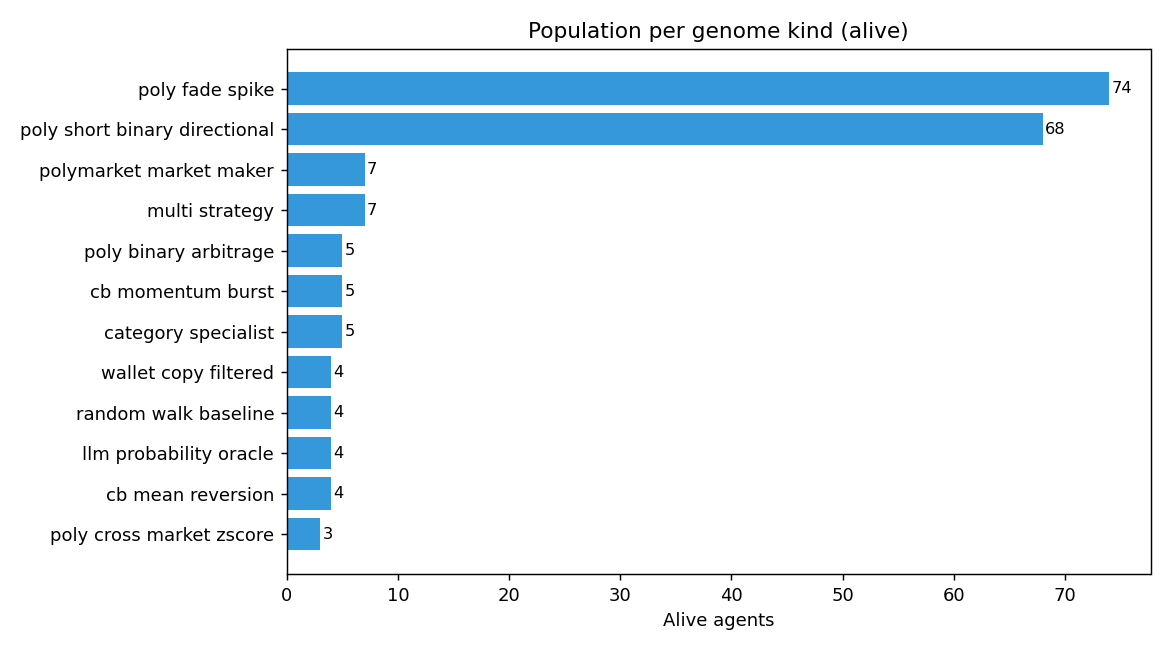 Population per genome kind (alive)
poly fade spike 74
poly short binary directional 68
polymarket market maker 7
multi strategy 7
poly binary arbitrage 5
cb momentum burst 5
category specialist 5
wallet copy filtered 4
random walk baseline 4
llm probability oracle 4
cb mean reversion 4
poly cross market zscore 3
0 10 20 30 40 50 60 70
Alive agents